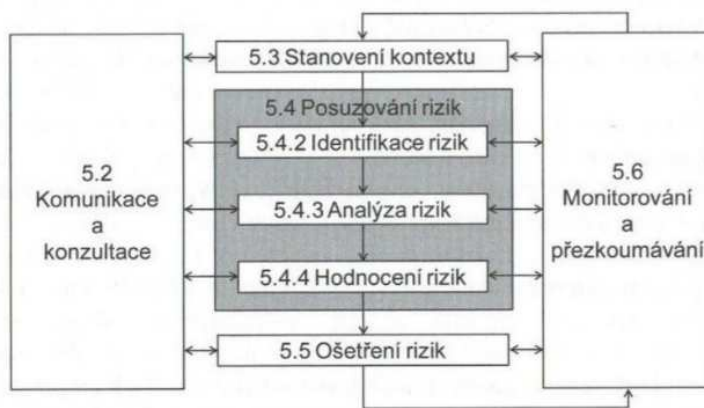 5.3 Stanovení kontextu
5.4 Posuzování rizik
5.4.2 Identifikace rizik
5.2
Komunikace
a
konzultace
5.4.3 Analýza rizik
5.6
Monitorování
a
přezkoumávání
5.4.4 Hodnocení rizik
5.5 Ošetření rizik